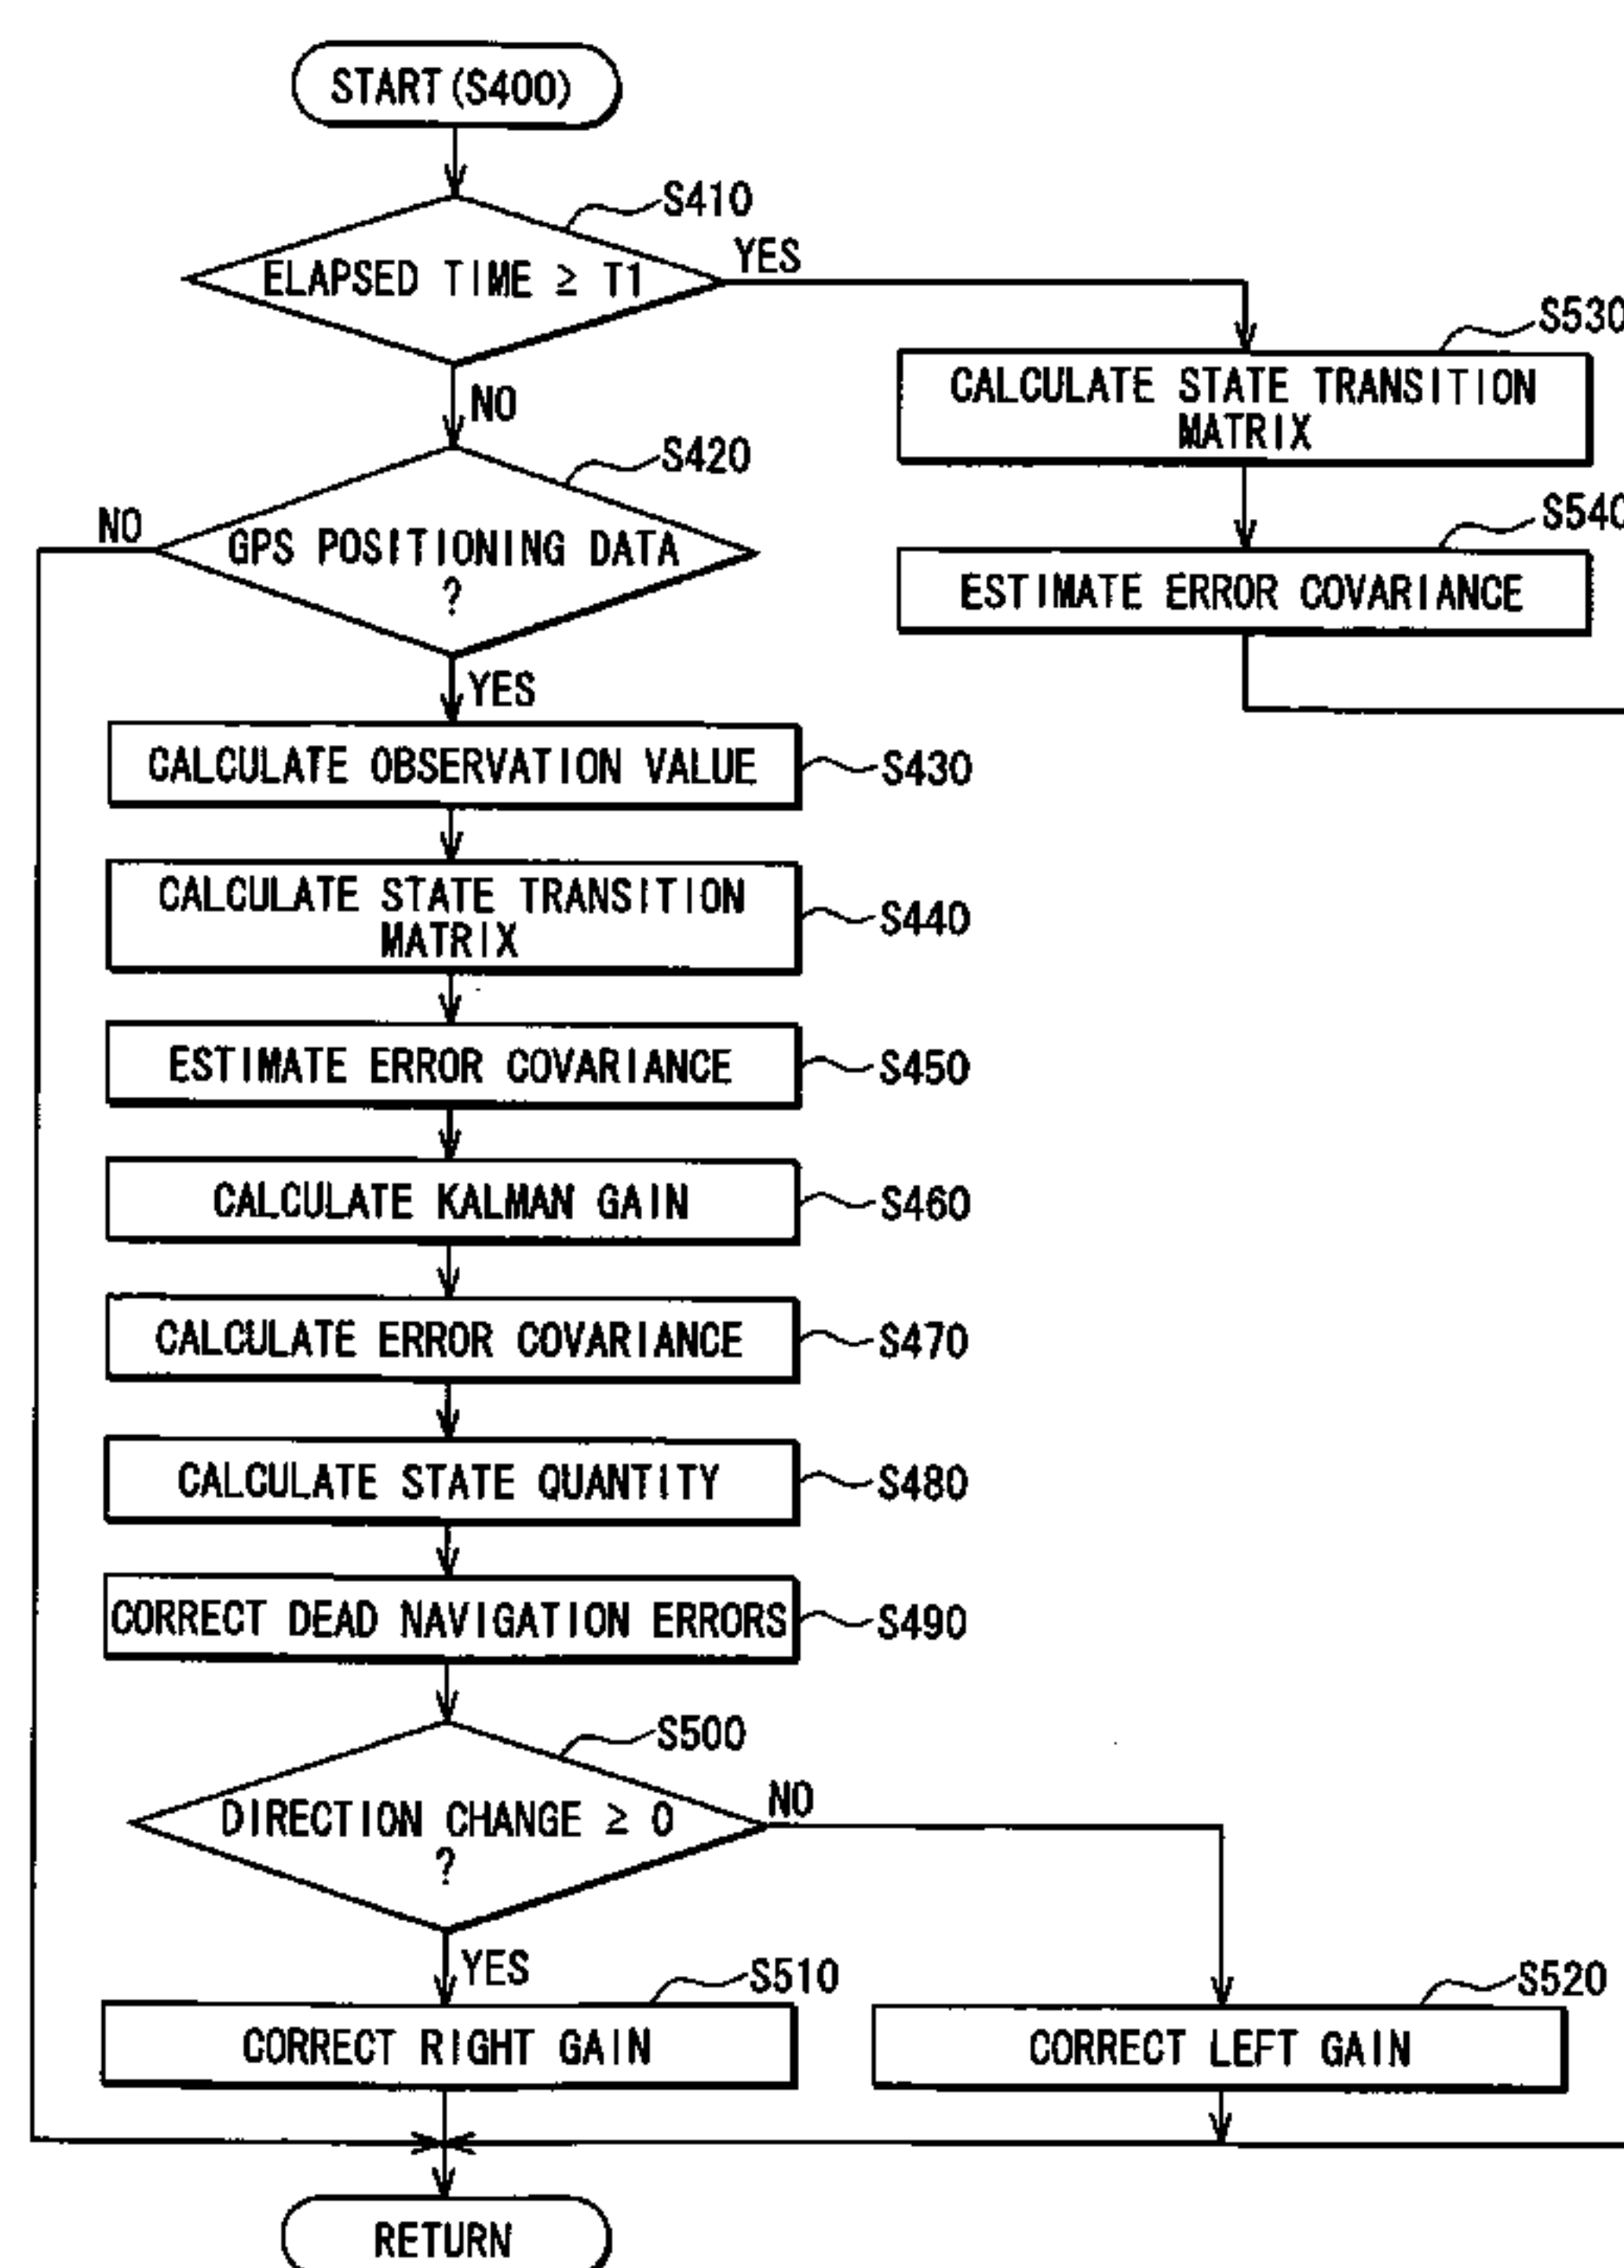 START(S400)
S410
ELAPSED TIME ≥ T1
YES
NO
S530
CALCULATE STATE TRANSITION
MATRIX
S420
NO
GPS POSITIONING DATA
?
YES
S540
ESTIMATE ERROR COVARIANCE
CALCULATE OBSERVATION VALUE
S430
CALCULATE STATE TRANSITION
MATRIX
S440
ESTIMATE ERROR COVARIANCE
S450
CALCULATE KALMAN GAIN
S460
CALCULATE ERROR COVARIANCE
S470
CALCULATE STATE QUANTITY
S480
CORRECT DEAD NAVIGATION ERRORS
S490
S500
DIRECTION CHANGE ≥ 0
?
NO
YES
S510
CORRECT RIGHT GAIN
S520
CORRECT LEFT GAIN
RETURN